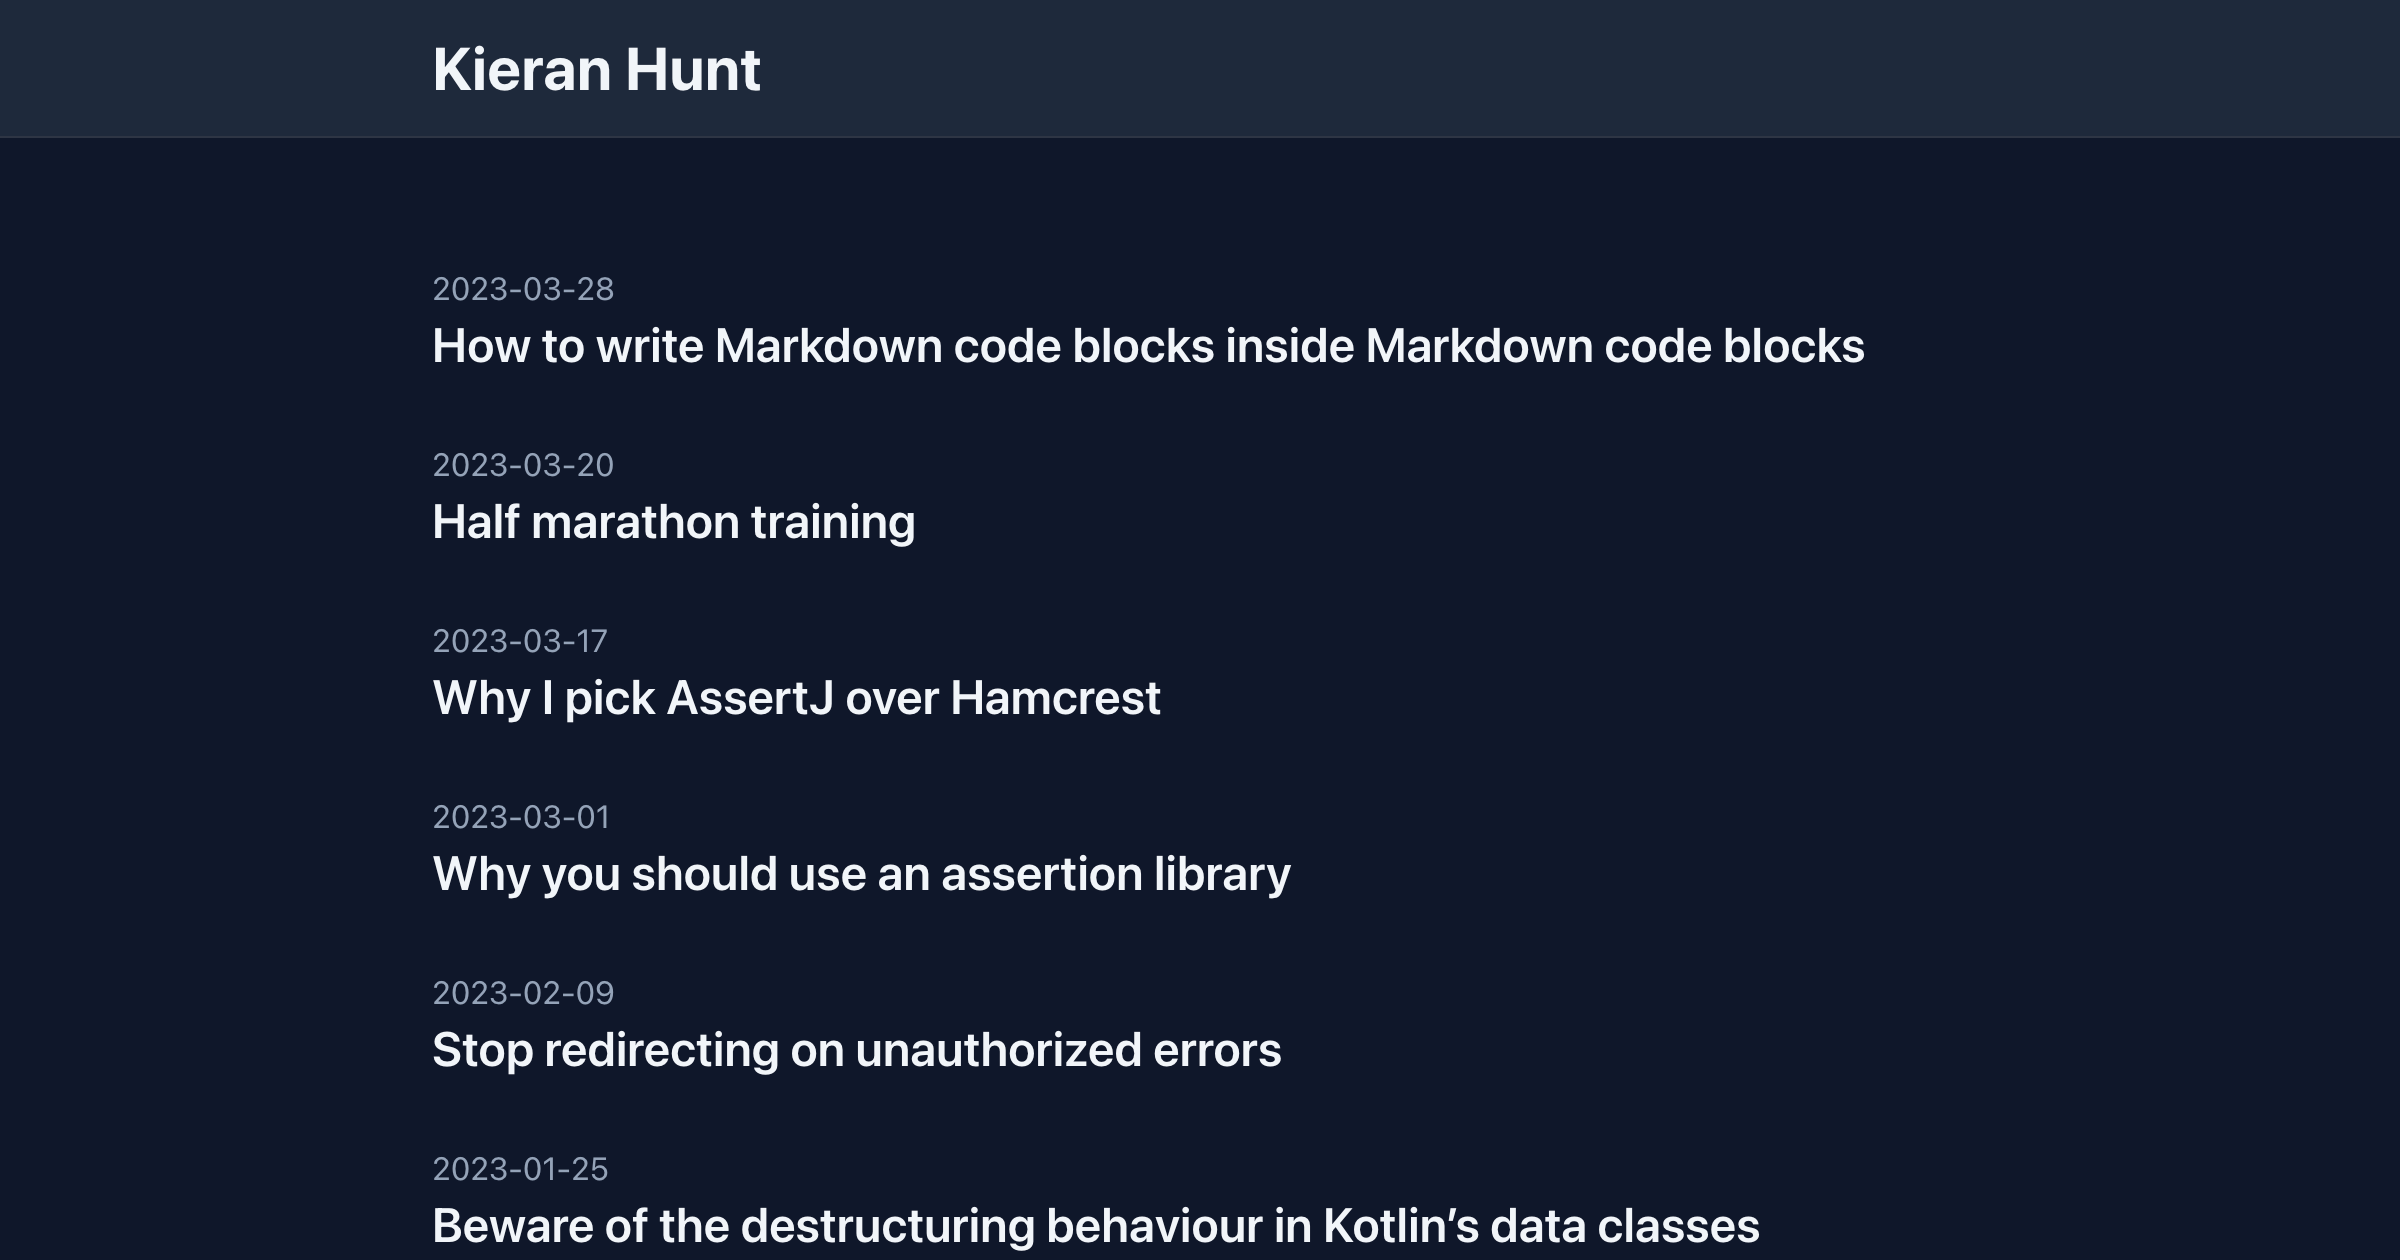 Kieran Hunt
2023-03-28
How to write Markdown code blocks inside Markdown code blocks
2023-03-20
Half marathon training
2023-03-17
Why I pick AssertJ over Hamcrest
2023-03-01
Why you should use an assertion library
2023-02-09
Stop redirecting on unauthorized errors
2023-01-25
Beware of the destructuring behaviour in Kotlin’s data classes